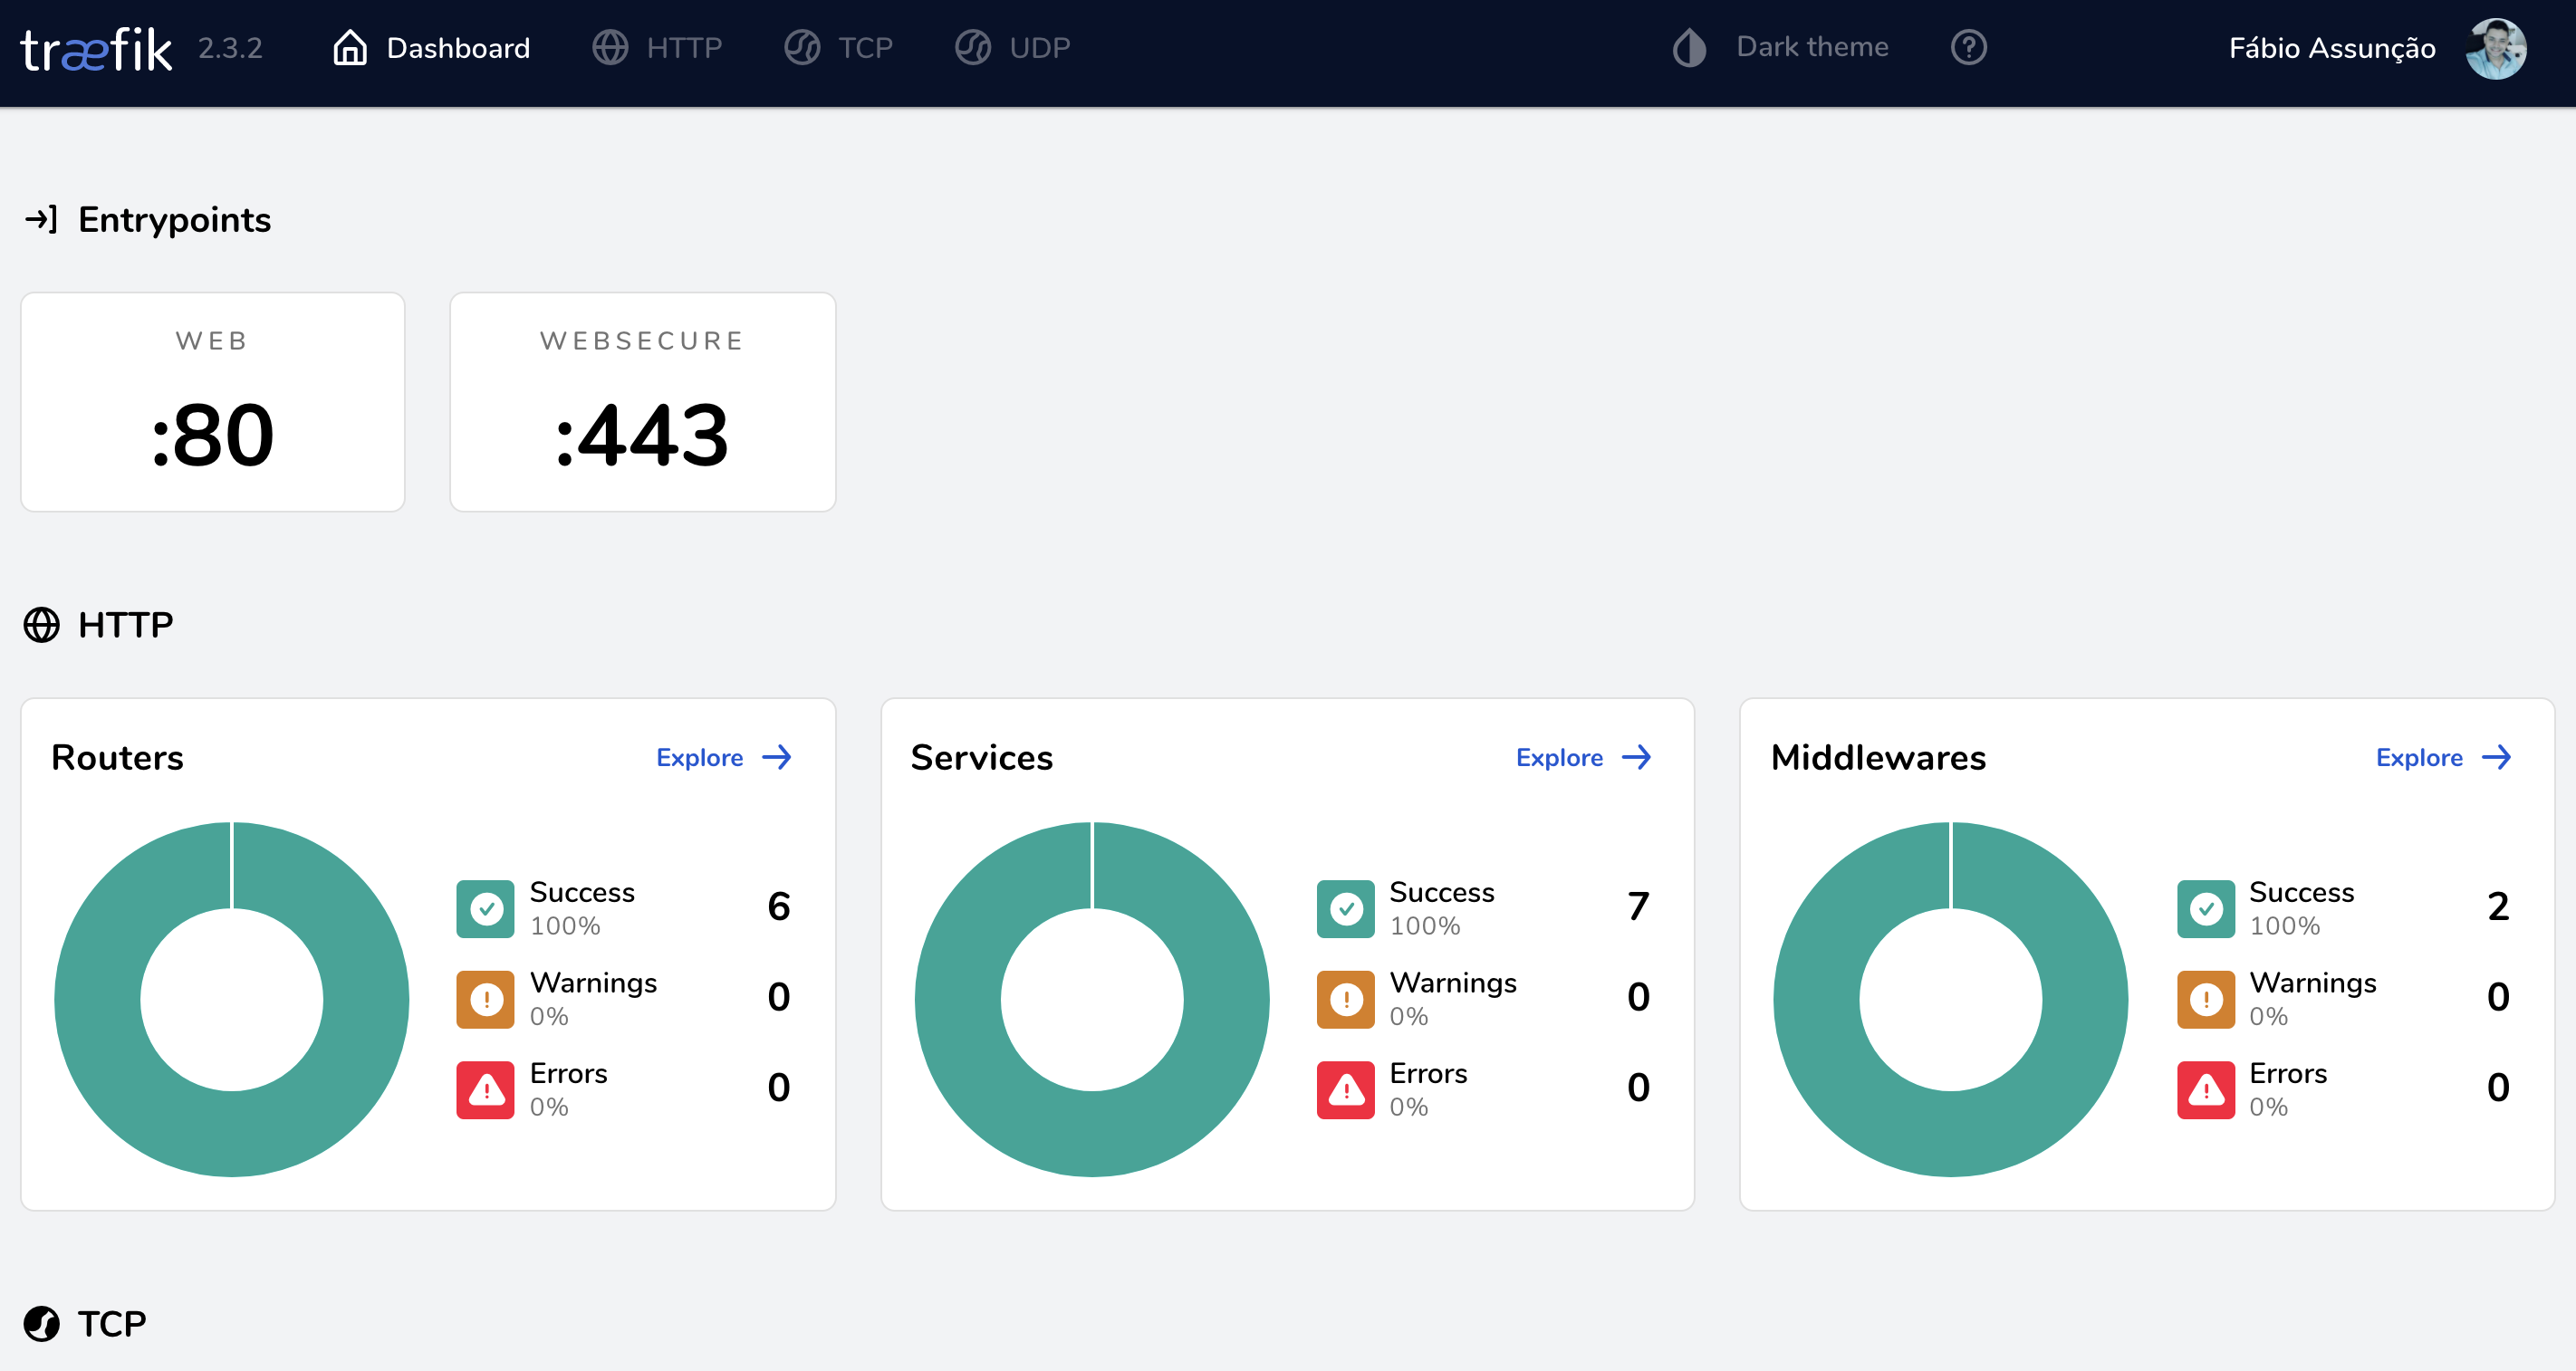 træfik 2.3.2 Dashboard HTTP TCP UDP Dark theme Fábio Assunção
Entrypoints
WEB
:80
WEBSECURE
:443
HTTP
Routers Explore
Success 6
100%
Warnings 0
0%
Errors 0
0%
Services Explore
Success 7
100%
Warnings 0
0%
Errors 0
0%
Middlewares Explore
Success 2
100%
Warnings 0
0%
Errors 0
0%
TCP